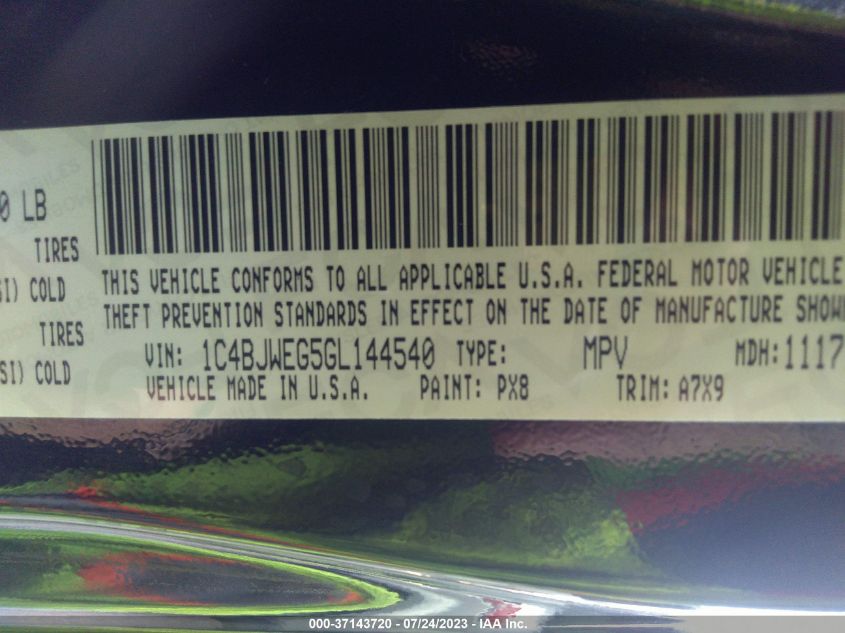 0 LB
TIRES
SI) COLD
TIRES
SI) COLD
THIS VEHICLE CONFORMS TO ALL APPLICABLE U.S.A. FEDERAL MOTOR VEHICLE
THEFT PREVENTION STANDARDS IN EFFECT ON THE DATE OF MANUFACTURE SHOW
VIN: 1C4BJWEG5GL144540 TYPE: MPV MDH: 1117
VEHICLE MADE IN U.S.A. PAINT: PX8 TRIM: A7X9
000-37143720 - 07/24/2023 - IAA Inc.